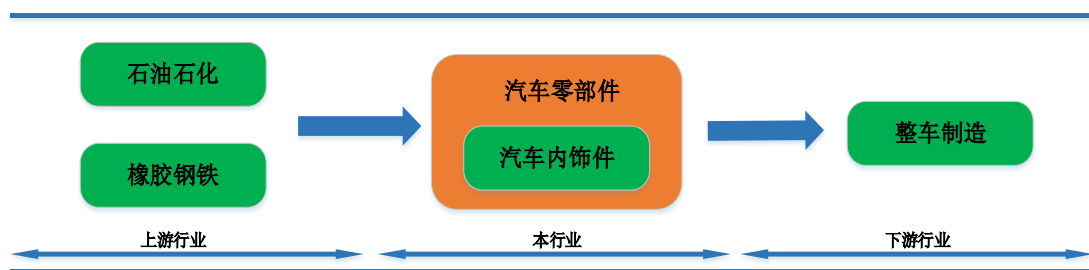 石油石化
橡胶钢铁
汽车零部件
汽车内饰件
整车制造
上游行业
本行业
下游行业